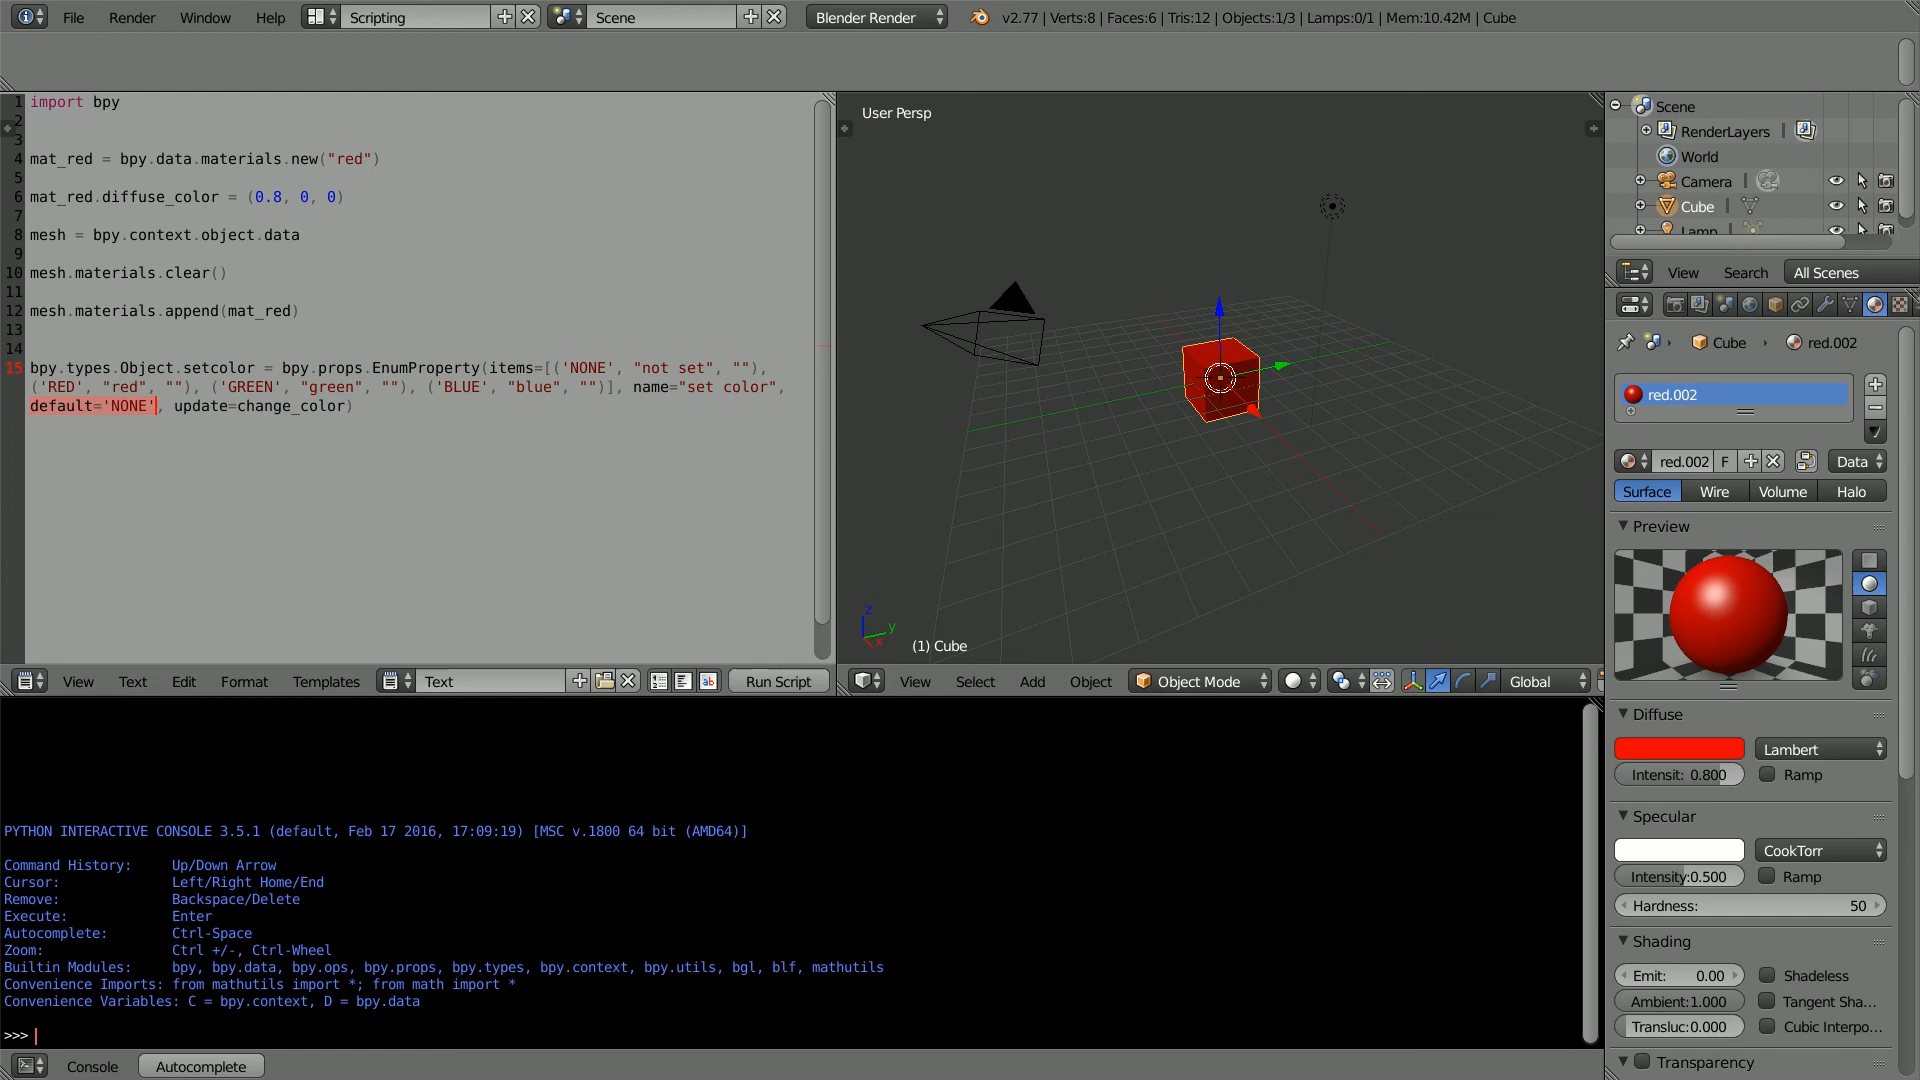 File Render Window Help Scripting Scene Blender Render v2.77 | Verts:8 | Faces:6 | Tris:12 | Objects:1/3 | Lamps:0/1 | Mem:10.42M | Cube
1 import bpy
2
3
4 mat_red = bpy.data.materials.new("red")
5
6 mat_red.diffuse_color = (0.8, 0, 0)
7
8 mesh = bpy.context.object.data
9
10 mesh.materials.clear()
11
12 mesh.materials.append(mat_red)
13
14
15 bpy.types.Object.setcolor = bpy.props.EnumProperty(items=[('NONE', "not set", ""),
('RED', "red", ""), ('GREEN', "green", ""), ('BLUE', "blue", "")], name="set color",
default='NONE', update=change_color)
View Text Edit Format Templates Text Run Script
User Persp
z
y
x
(1) Cube
View Select Add Object Object Mode Global
PYTHON INTERACTIVE CONSOLE 3.5.1 (default, Feb 17 2016, 17:09:19) [MSC v.1800 64 bit (AMD64)]
Command History: Up/Down Arrow
Cursor: Left/Right Home/End
Remove: Backspace/Delete
Execute: Enter
Autocomplete: Ctrl-Space
Zoom: Ctrl +/-, Ctrl-Wheel
Builtin Modules: bpy, bpy.data, bpy.ops, bpy.props, bpy.types, bpy.context, bpy.utils, bgl, blf, mathutils
Convenience Imports: from mathutils import *; from math import *
Convenience Variables: C = bpy.context, D = bpy.data
>>>
Console Autocomplete
Scene
RenderLayers |
World
Camera |
Cube |
Lamp
View Search All Scenes
Cube red.002
red.002
red.002 F Data
Surface Wire Volume Halo
Preview
Diffuse
Lambert
Intensit: 0.800 Ramp
Specular
CookTorr
Intensity:0.500 Ramp
Hardness: 50
Shading
Emit: 0.00 Shadeless
Ambient:1.000 Tangent Sha...
Transluc:0.000 Cubic Interpo...
Transparency